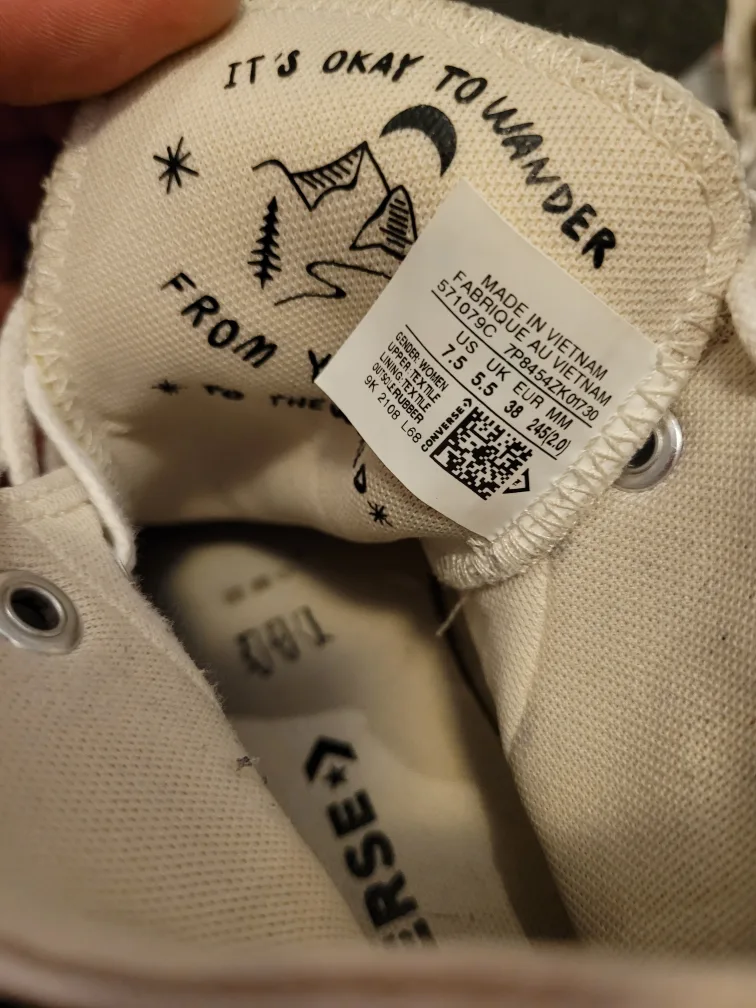 IT'S OKAY TO WANDER
FROM
TO THE
MADE IN VIETNAM
FABRIQUE AU VIETNAM
571079C 7P8454ZK01730
US UK EUR MM
7.5 5.5 38 245(2.0)
GENDER: WOMEN
UPPER: TEXTILE
LINING: TEXTILE
OUTSOLE: RUBBER
9K 2108 L68
CONVERSE
ERSE